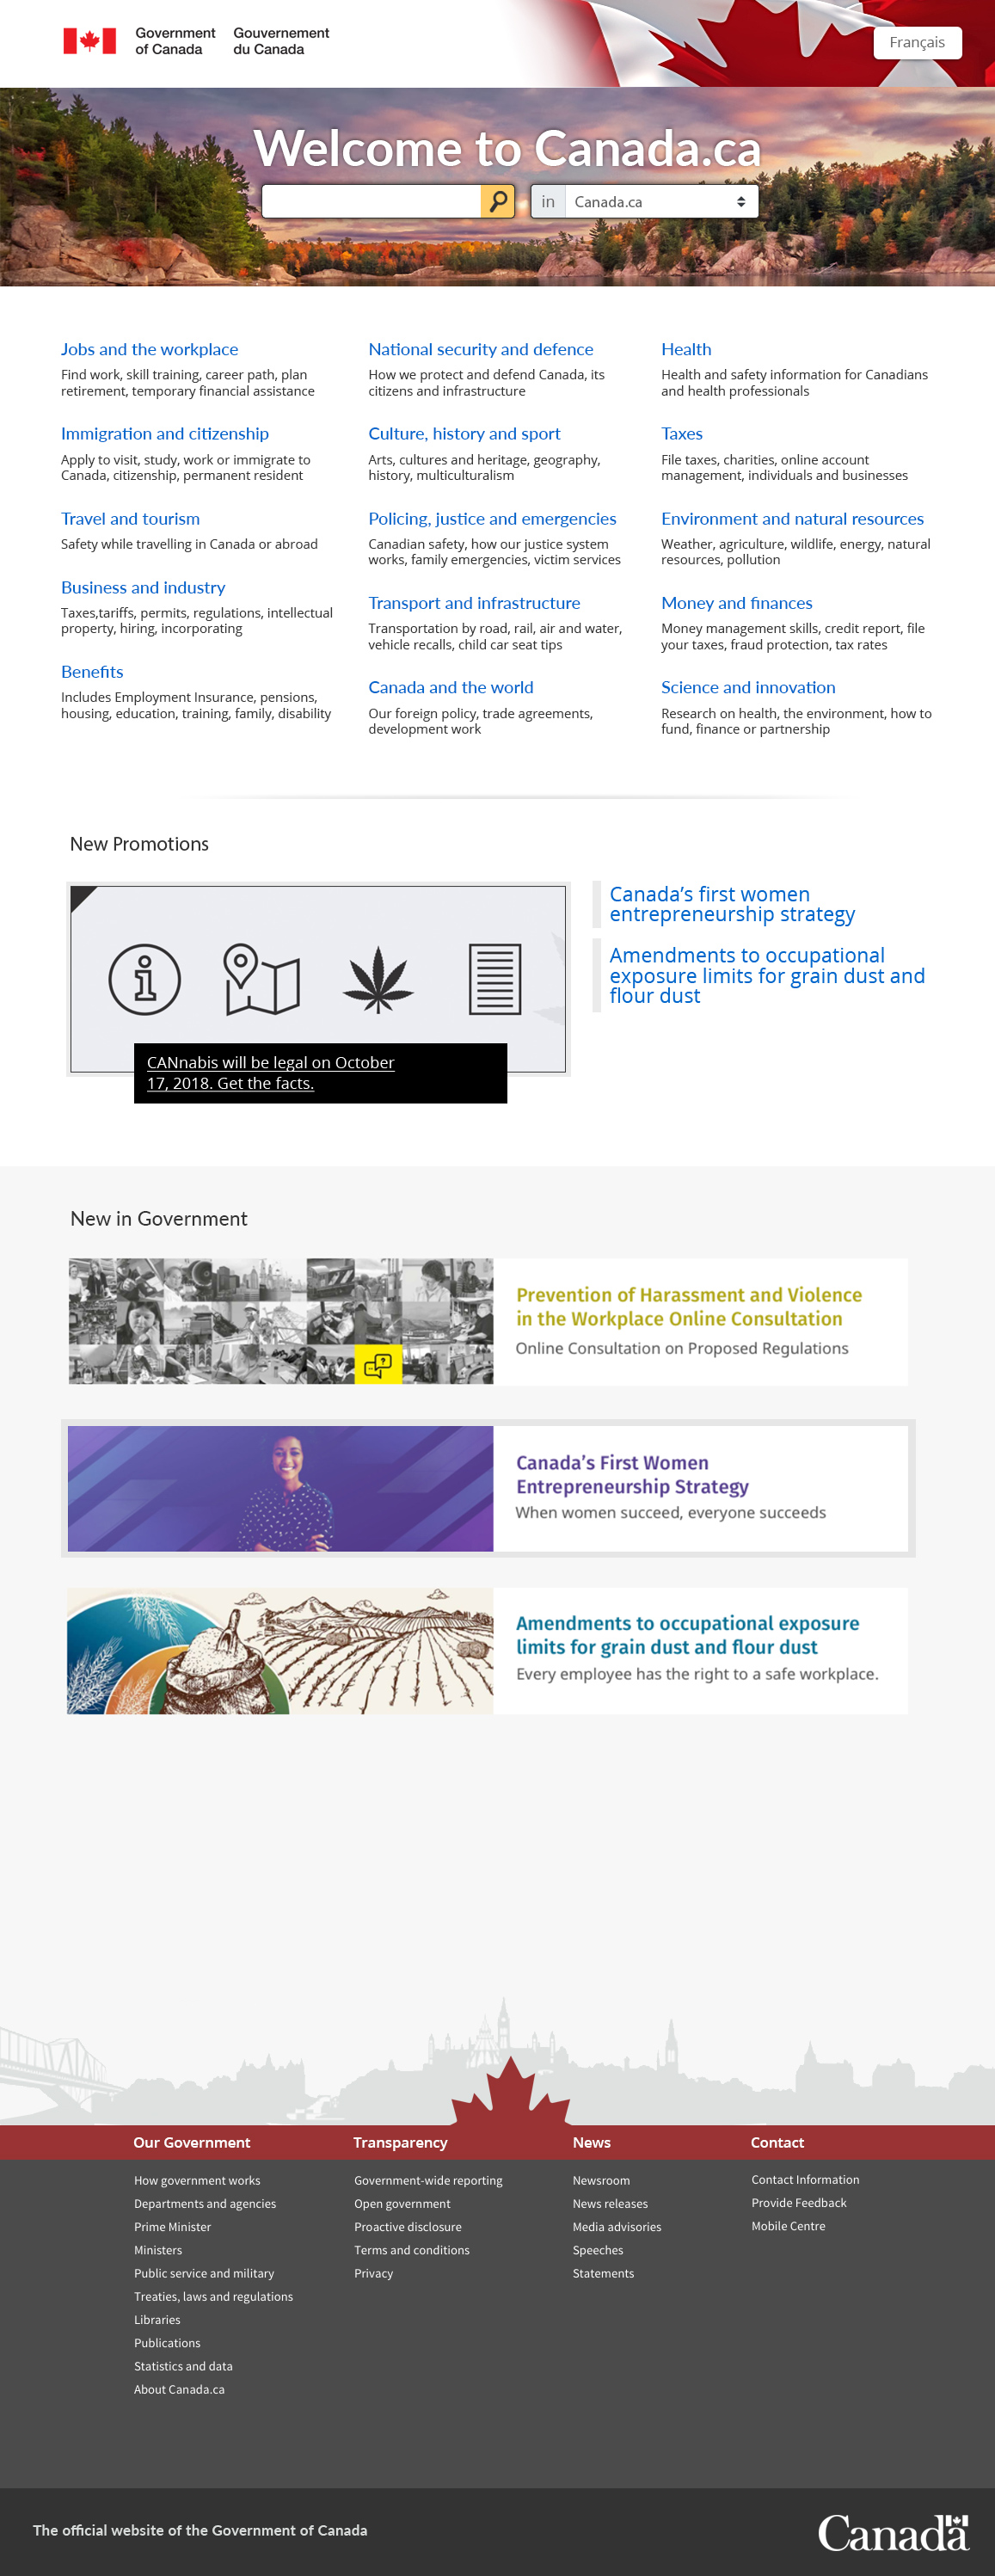 Government
of Canada
Gouvernement
du Canada
Français
Welcome to Canada.ca
in
Canada.ca
Jobs and the workplace
Find work, skill training, career path, plan
retirement, temporary financial assistance
Immigration and citizenship
Apply to visit, study, work or immigrate to
Canada, citizenship, permanent resident
Travel and tourism
Safety while travelling in Canada or abroad
Business and industry
Taxes,tariffs, permits, regulations, intellectual
property, hiring, incorporating
Benefits
Includes Employment Insurance, pensions,
housing, education, training, family, disability
National security and defence
How we protect and defend Canada, its
citizens and infrastructure
Culture, history and sport
Arts, cultures and heritage, geography,
history, multiculturalism
Policing, justice and emergencies
Canadian safety, how our justice system
works, family emergencies, victim services
Transport and infrastructure
Transportation by road, rail, air and water,
vehicle recalls, child car seat tips
Canada and the world
Our foreign policy, trade agreements,
development work
Health
Health and safety information for Canadians
and health professionals
Taxes
File taxes, charities, online account
management, individuals and businesses
Environment and natural resources
Weather, agriculture, wildlife, energy, natural
resources, pollution
Money and finances
Money management skills, credit report, file
your taxes, fraud protection, tax rates
Science and innovation
Research on health, the environment, how to
fund, finance or partnership
New Promotions
CANnabis will be legal on October
17, 2018. Get the facts.
Canada's first women
entrepreneurship strategy
Amendments to occupational
exposure limits for grain dust and
flour dust
New in Government
Prevention of Harassment and Violence
in the Workplace Online Consultation
Online Consultation on Proposed Regulations
Canada's First Women
Entrepreneurship Strategy
When women succeed, everyone succeeds
Amendments to occupational exposure
limits for grain dust and flour dust
Every employee has the right to a safe workplace.
Our Government
How government works
Departments and agencies
Prime Minister
Ministers
Public service and military
Treaties, laws and regulations
Libraries
Publications
Statistics and data
About Canada.ca
Transparency
Government-wide reporting
Open government
Proactive disclosure
Terms and conditions
Privacy
News
Newsroom
News releases
Media advisories
Speeches
Statements
Contact
Contact Information
Provide Feedback
Mobile Centre
The official website of the Government of Canada
Canada